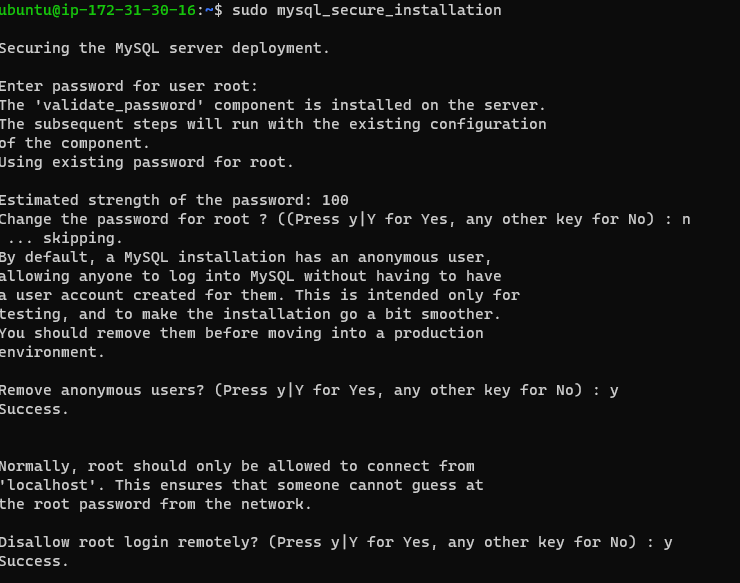 ubuntu@ip-172-31-30-16:~$ sudo mysql_secure_installation
Securing the MySQL server deployment.
Enter password for user root:
The 'validate_password' component is installed on the server.
The subsequent steps will run with the existing configuration
of the component.
Using existing password for root.
Estimated strength of the password: 100
Change the password for root ? ((Press y|Y for Yes, any other key for No) : n
... skipping.
By default, a MySQL installation has an anonymous user,
allowing anyone to log into MySQL without having to have
a user account created for them. This is intended only for
testing, and to make the installation go a bit smoother.
You should remove them before moving into a production
environment.
Remove anonymous users? (Press y|Y for Yes, any other key for No) : y
Success.
Normally, root should only be allowed to connect from
'localhost'. This ensures that someone cannot guess at
the root password from the network.
Disallow root login remotely? (Press y|Y for Yes, any other key for No) : y
Success.